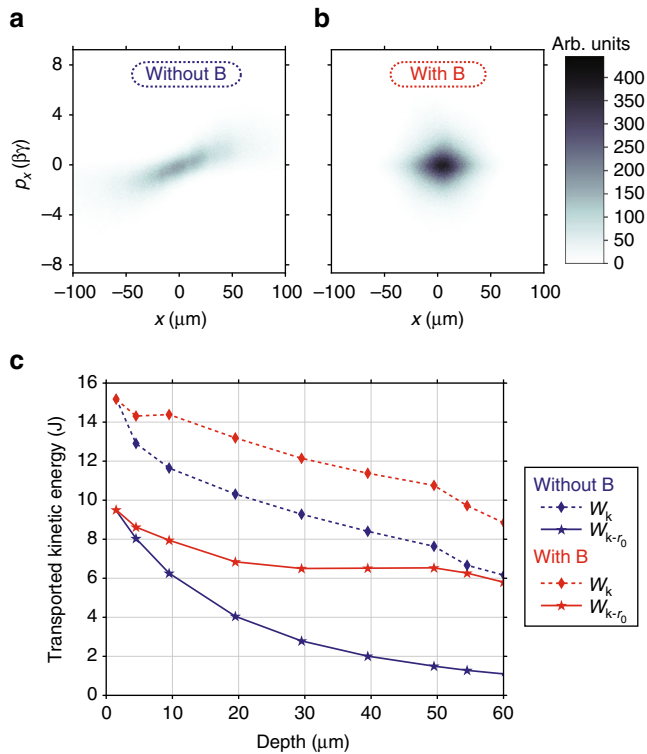 a
b
Without B
With B
Arb. units
8
4
0
−4
−8
p_x (βγ)
−100 −50 0 50 100
x (μm)
−100 −50 0 50 100
x (μm)
400
350
300
250
200
150
100
50
0
c
16
14
12
10
8
6
4
2
0
Transported kinetic energy (J)
0 10 20 30 40 50 60
Depth (μm)
Without B
W_k
W_k-r_0
With B
W_k
W_k-r_0